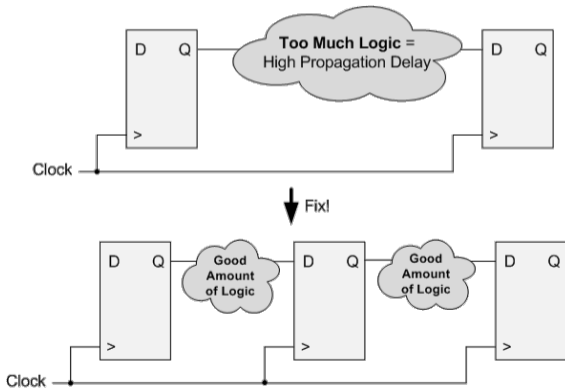 Too Much Logic =
High Propagation Delay
D Q
D Q
>
>
Clock
Fix!
Good
Amount
of Logic
Good
Amount
of Logic
D Q
D Q
D Q
>
>
>
Clock